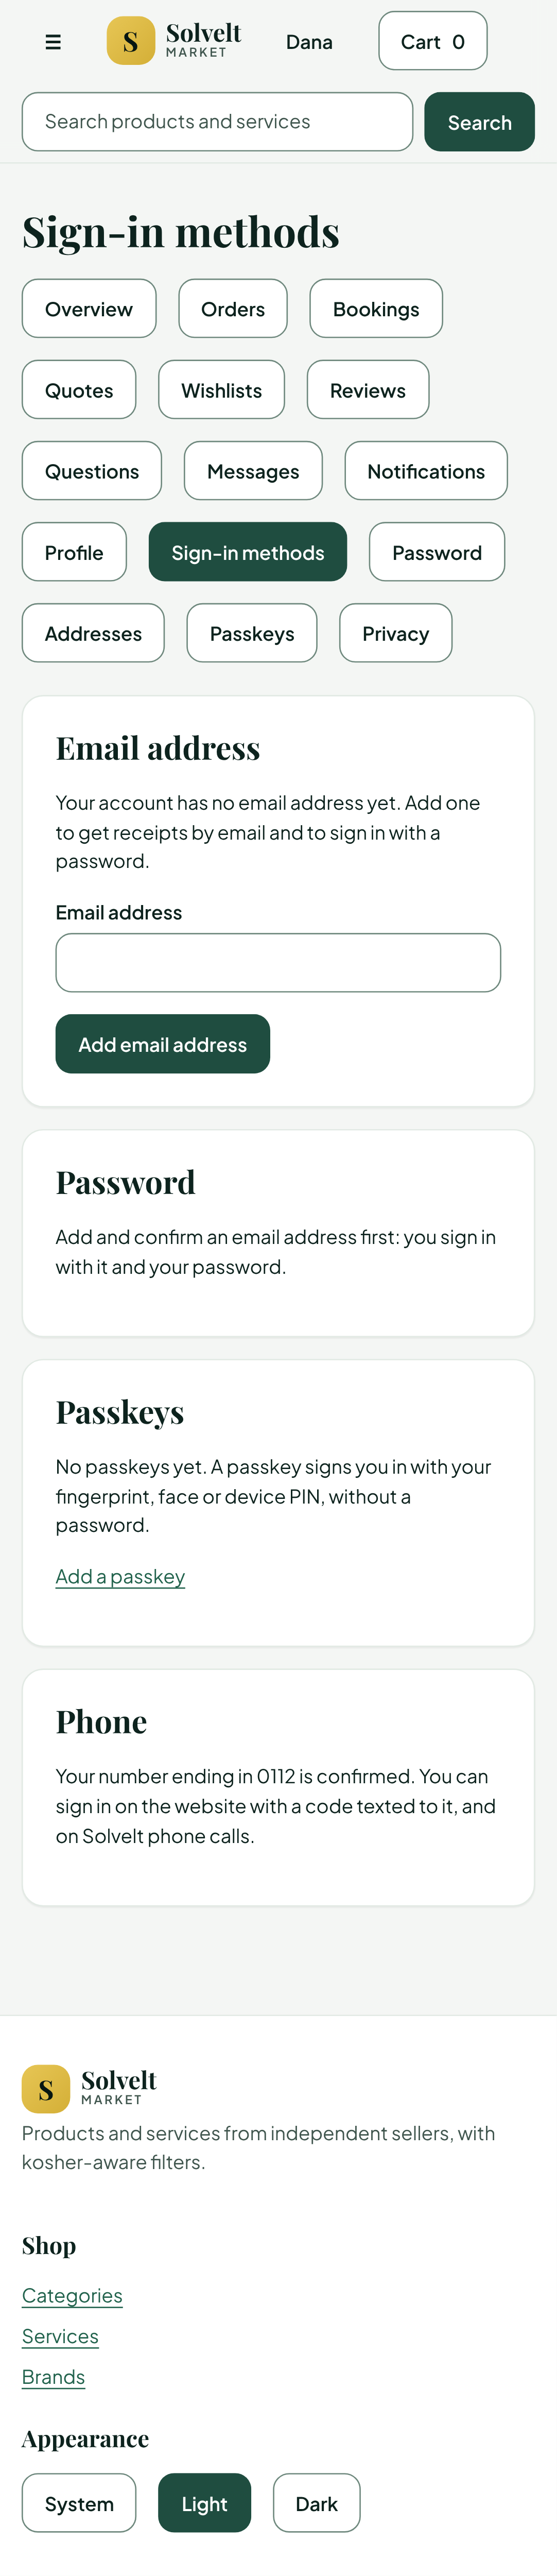 ☰ S Solvelt MARKET Dana Cart 0
Search products and services Search
Sign-in methods
Overview Orders Bookings
Quotes Wishlists Reviews
Questions Messages Notifications
Profile Sign-in methods Password
Addresses Passkeys Privacy
Email address
Your account has no email address yet. Add one
to get receipts by email and to sign in with a
password.
Email address
Add email address
Password
Add and confirm an email address first: you sign in
with it and your password.
Passkeys
No passkeys yet. A passkey signs you in with your
fingerprint, face or device PIN, without a
password.
Add a passkey
Phone
Your number ending in 0112 is confirmed. You can
sign in on the website with a code texted to it, and
on Solvelt phone calls.
S Solvelt
MARKET
Products and services from independent sellers, with
kosher-aware filters.
Shop
Categories
Services
Brands
Appearance
System Light Dark